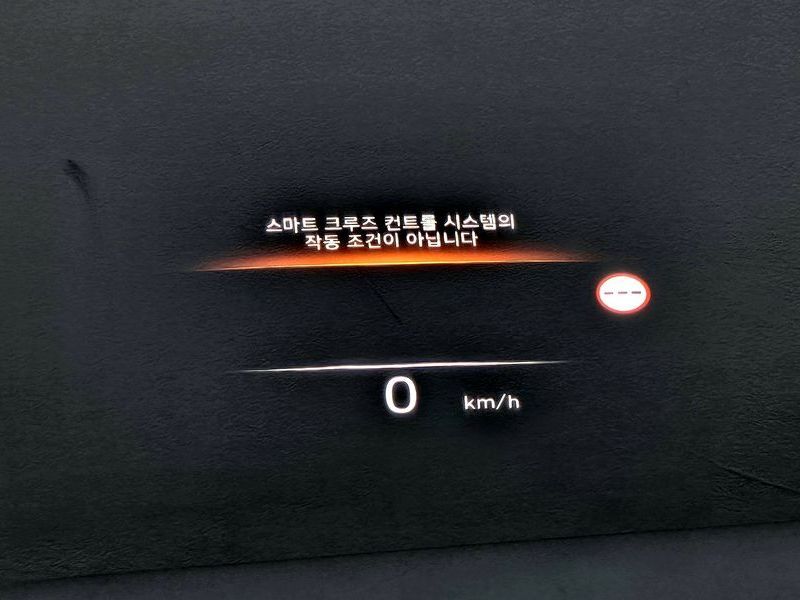 스마트 크루즈 컨트롤 시스템의
작동 조건이 아닙니다
---
0 km/h